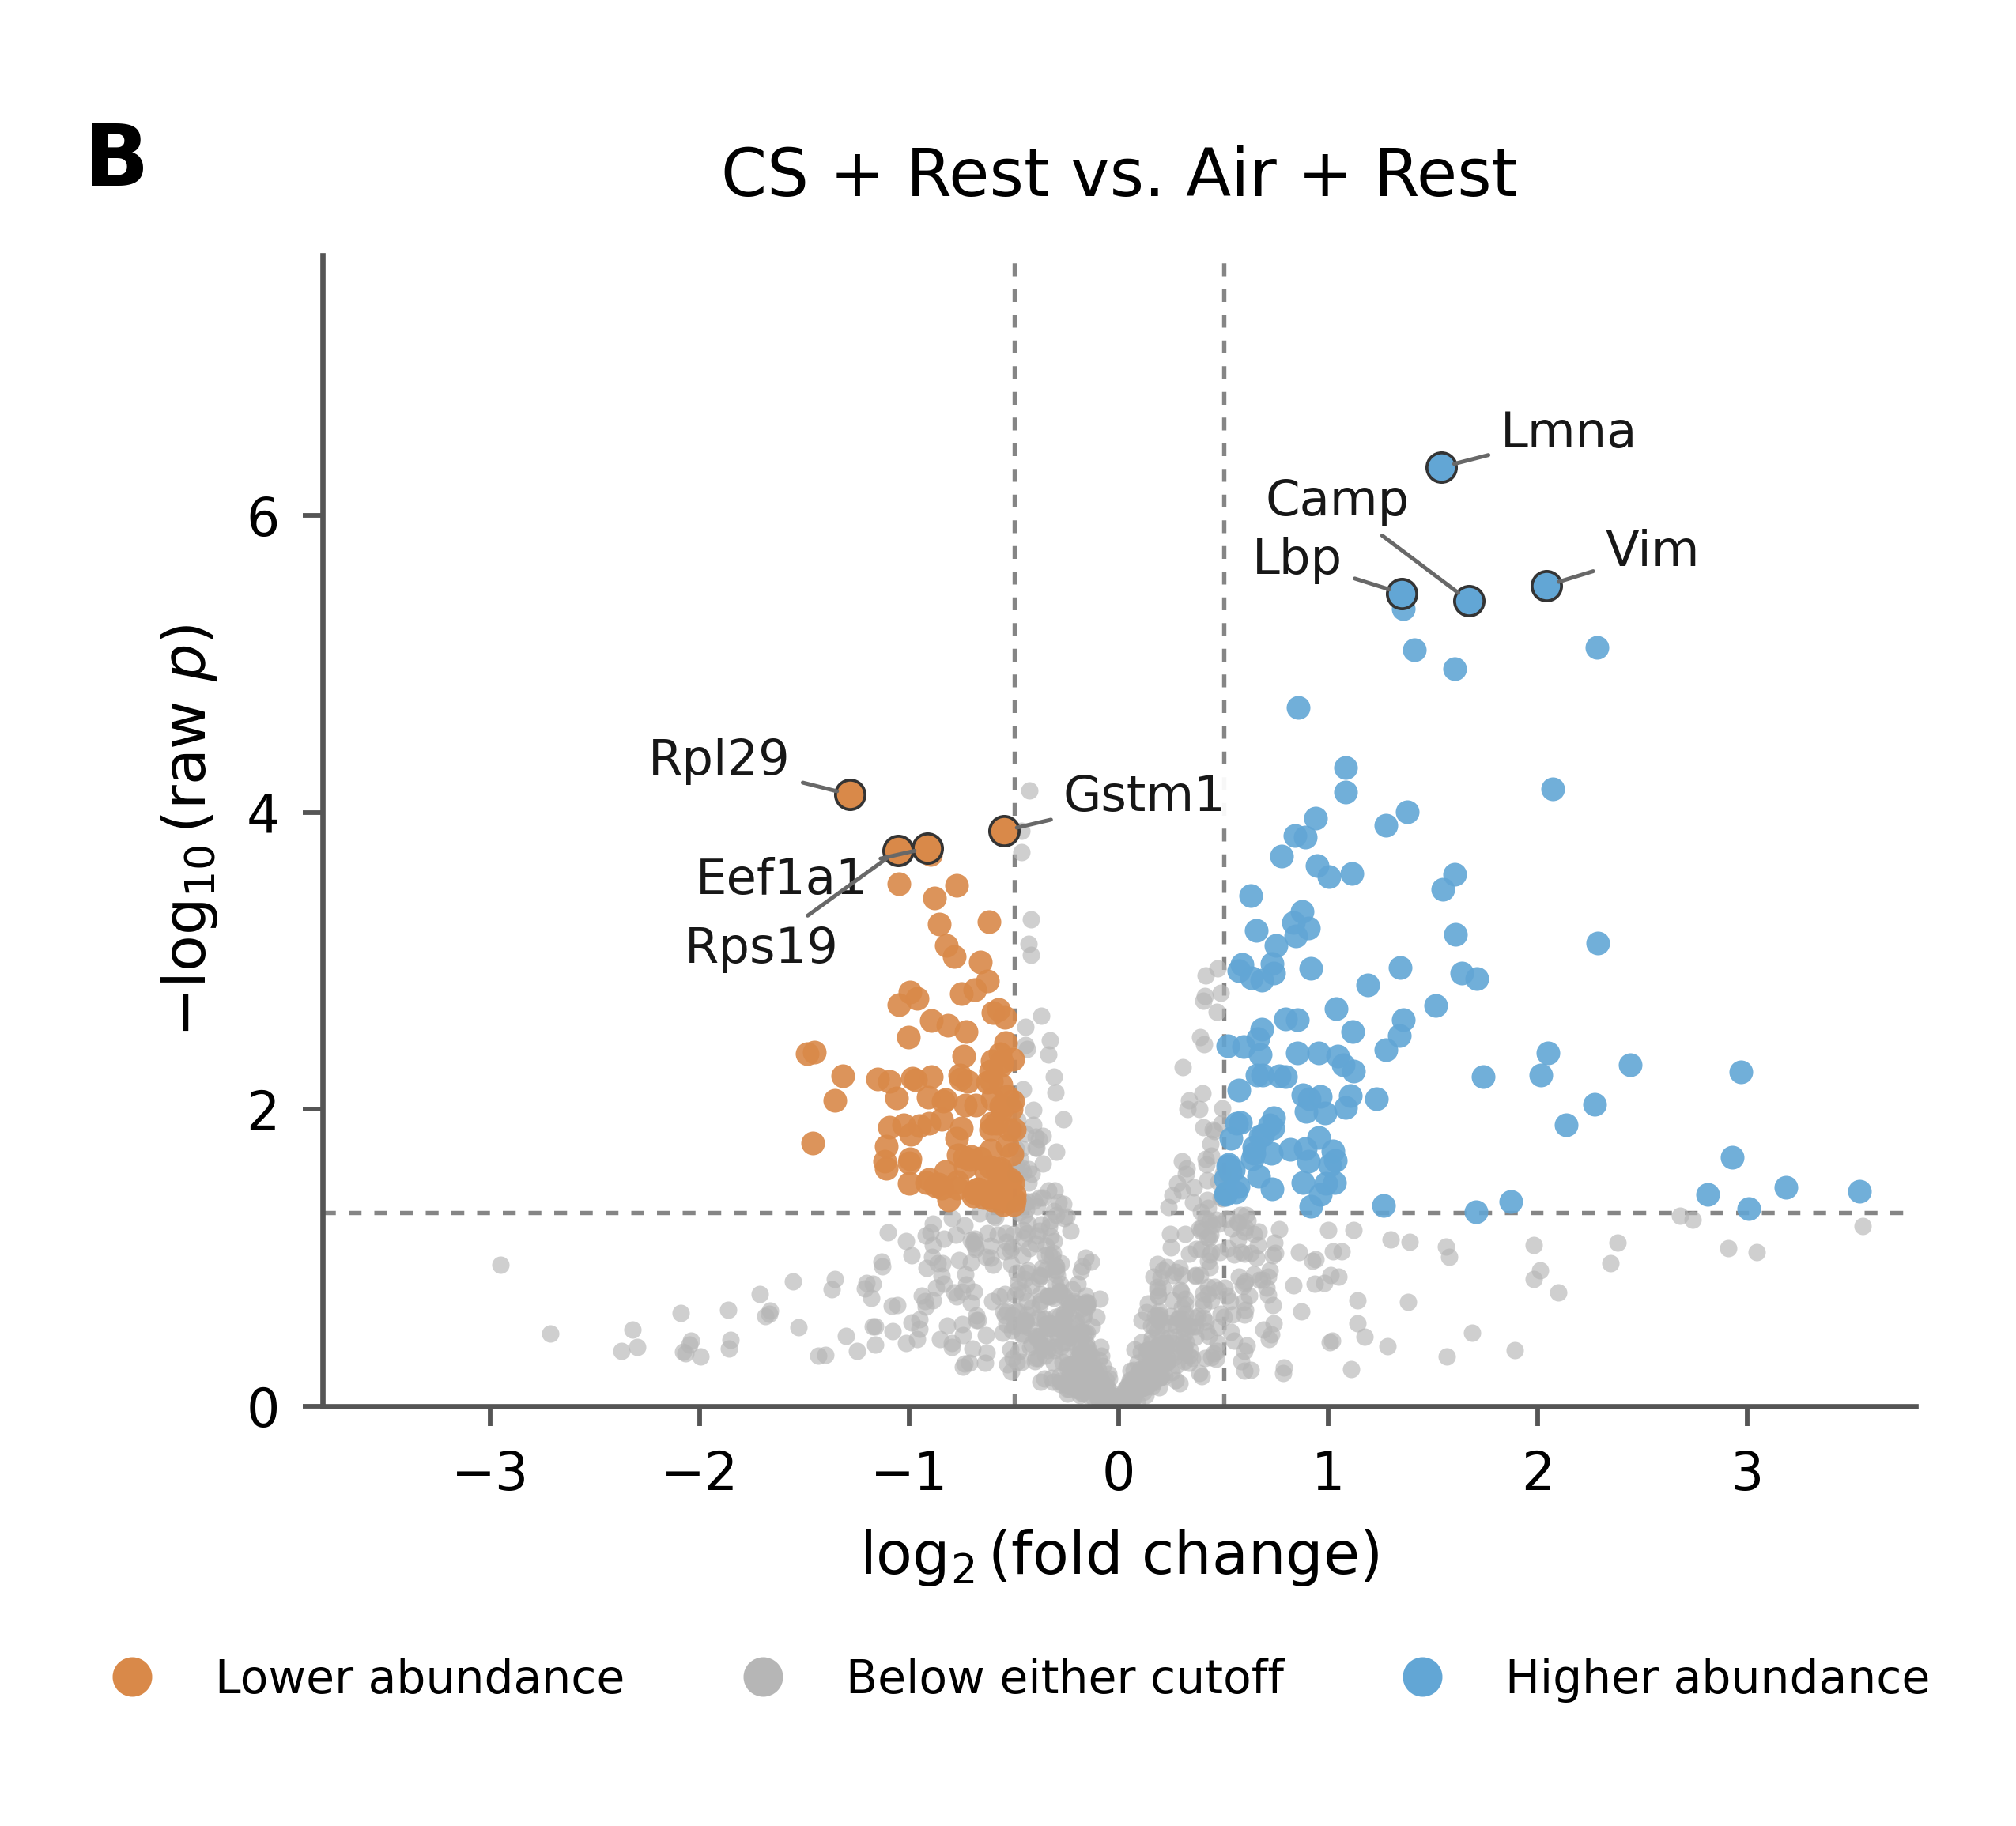 B
CS + Rest vs. Air + Rest
−log₁₀ (raw p)
6
4
2
0
Lmna
Camp
Vim
Lbp
Rpl29
Gstm1
Eef1a1
Rps19
−3 −2 −1 0 1 2 3
log₂ (fold change)
Lower abundance Below either cutoff Higher abundance